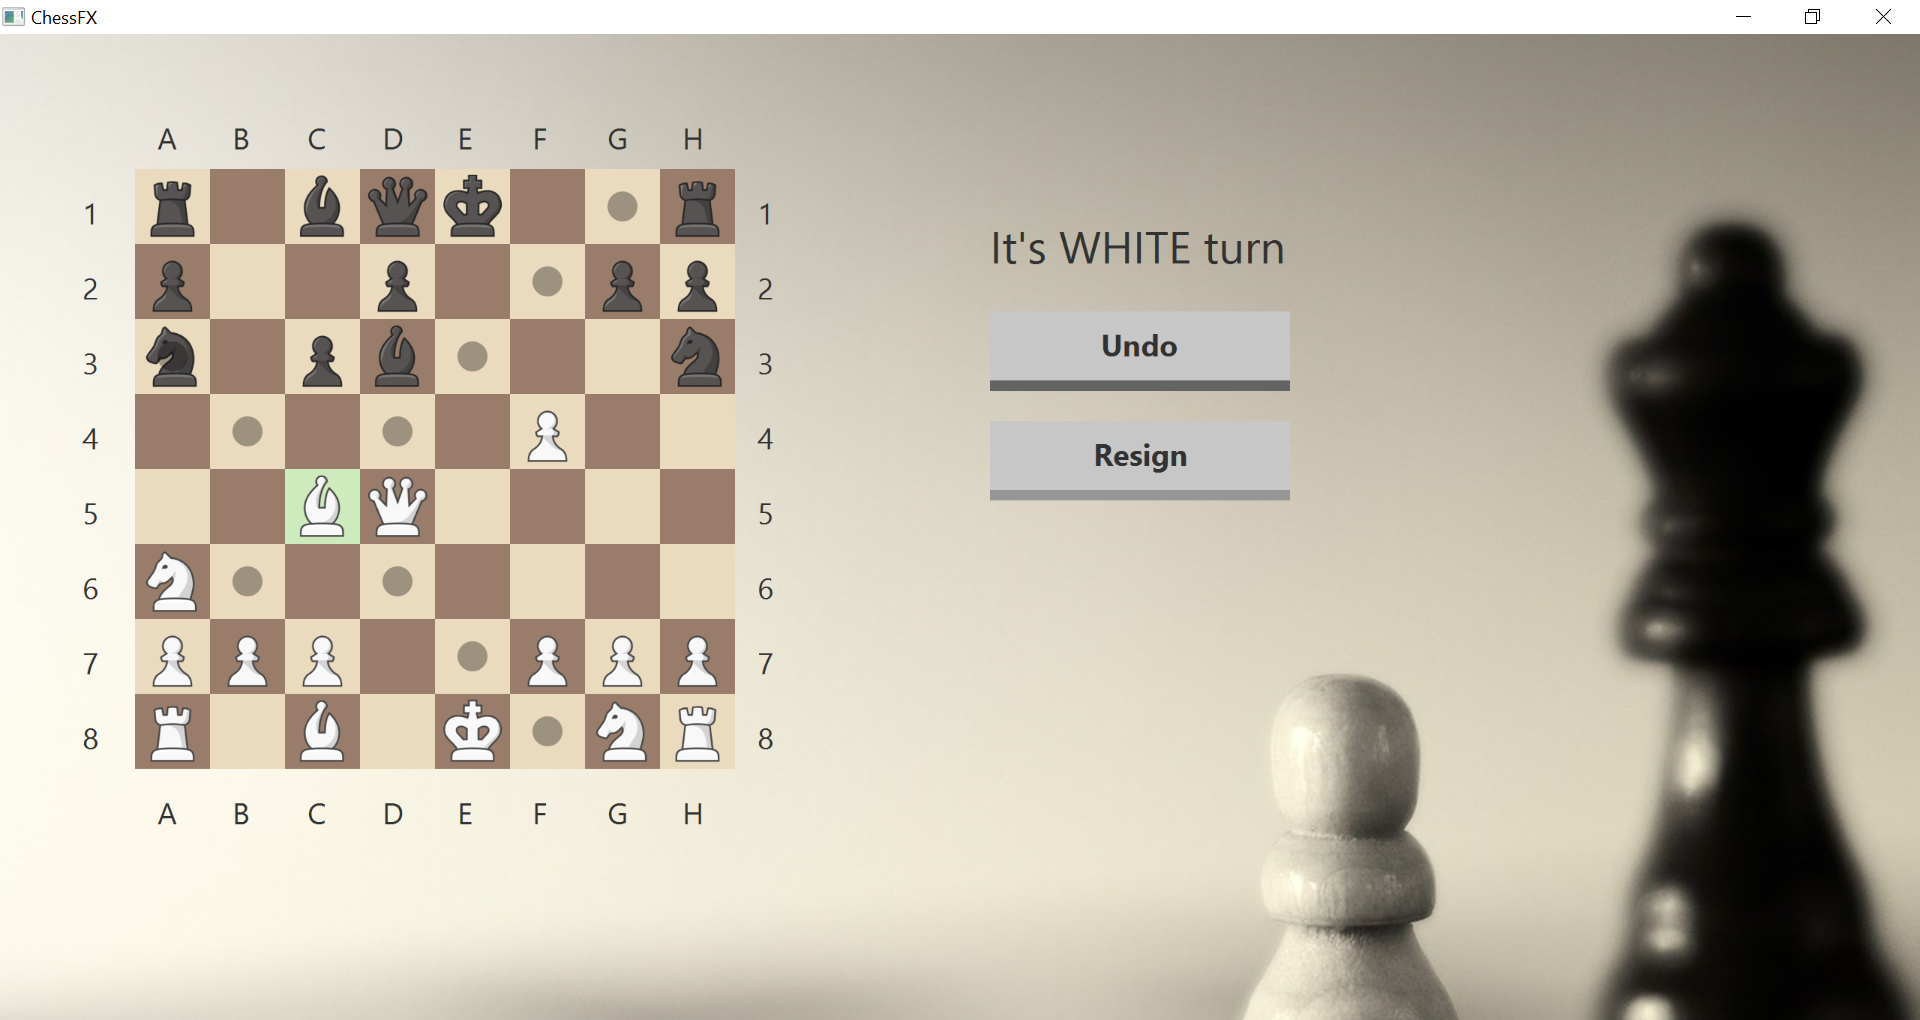 ChessFX
A B C D E F G H
1 1
2 2
3 3
4 4
5 5
6 6
7 7
8 8
A B C D E F G H
It's WHITE turn
Undo
Resign